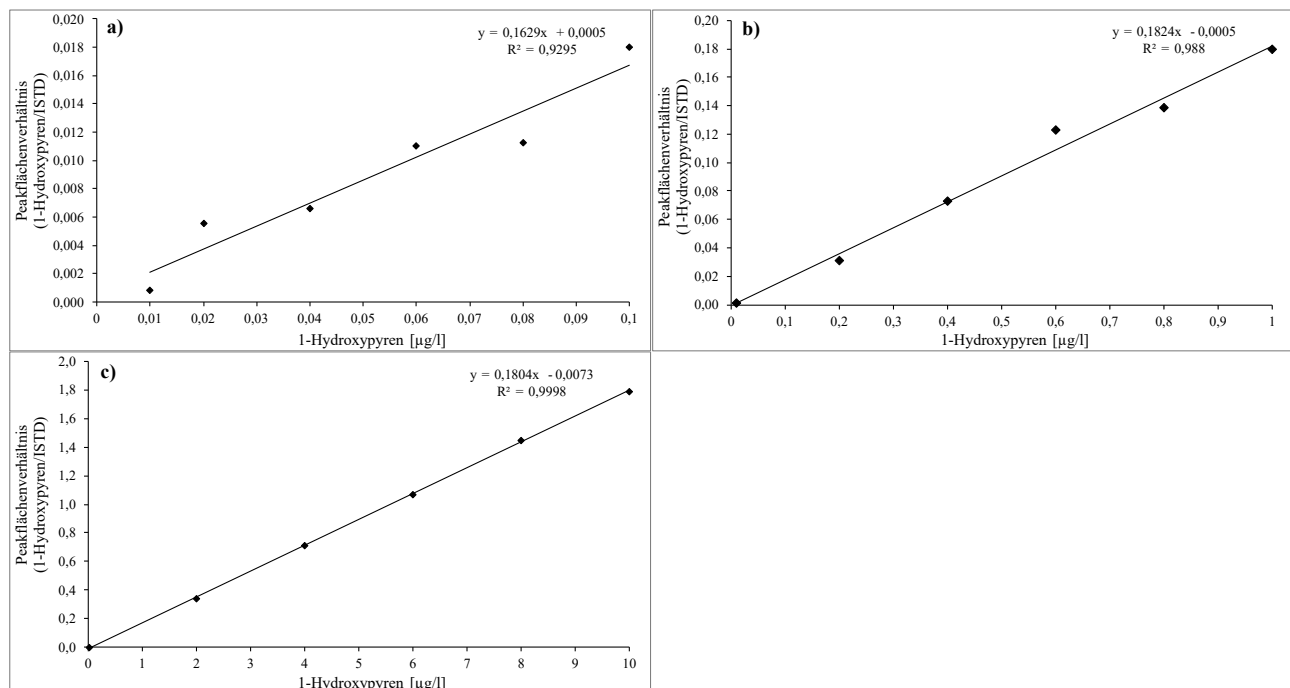 a)
y = 0,1629x + 0,0005
R² = 0,9295
Peakflächenverhältnis
(1-Hydroxypyren/ISTD)
0,020
0,018
0,016
0,014
0,012
0,010
0,008
0,006
0,004
0,002
0,000
0 0,01 0,02 0,03 0,04 0,05 0,06 0,07 0,08 0,09 0,1
1-Hydroxypyren [µg/l]
b)
y = 0,1824x - 0,0005
R² = 0,988
Peakflächenverhältnis
(1-Hydroxypyren/ISTD)
0,20
0,18
0,16
0,14
0,12
0,10
0,08
0,06
0,04
0,02
0,00
0 0,1 0,2 0,3 0,4 0,5 0,6 0,7 0,8 0,9 1
1-Hydroxypyren [µg/l]
c)
y = 0,1804x - 0,0073
R² = 0,9998
Peakflächenverhältnis
(1-Hydroxypyren/ISTD)
2,0
1,8
1,6
1,4
1,2
1,0
0,8
0,6
0,4
0,2
0,0
0 1 2 3 4 5 6 7 8 9 10
1-Hydroxypyren [µg/l]